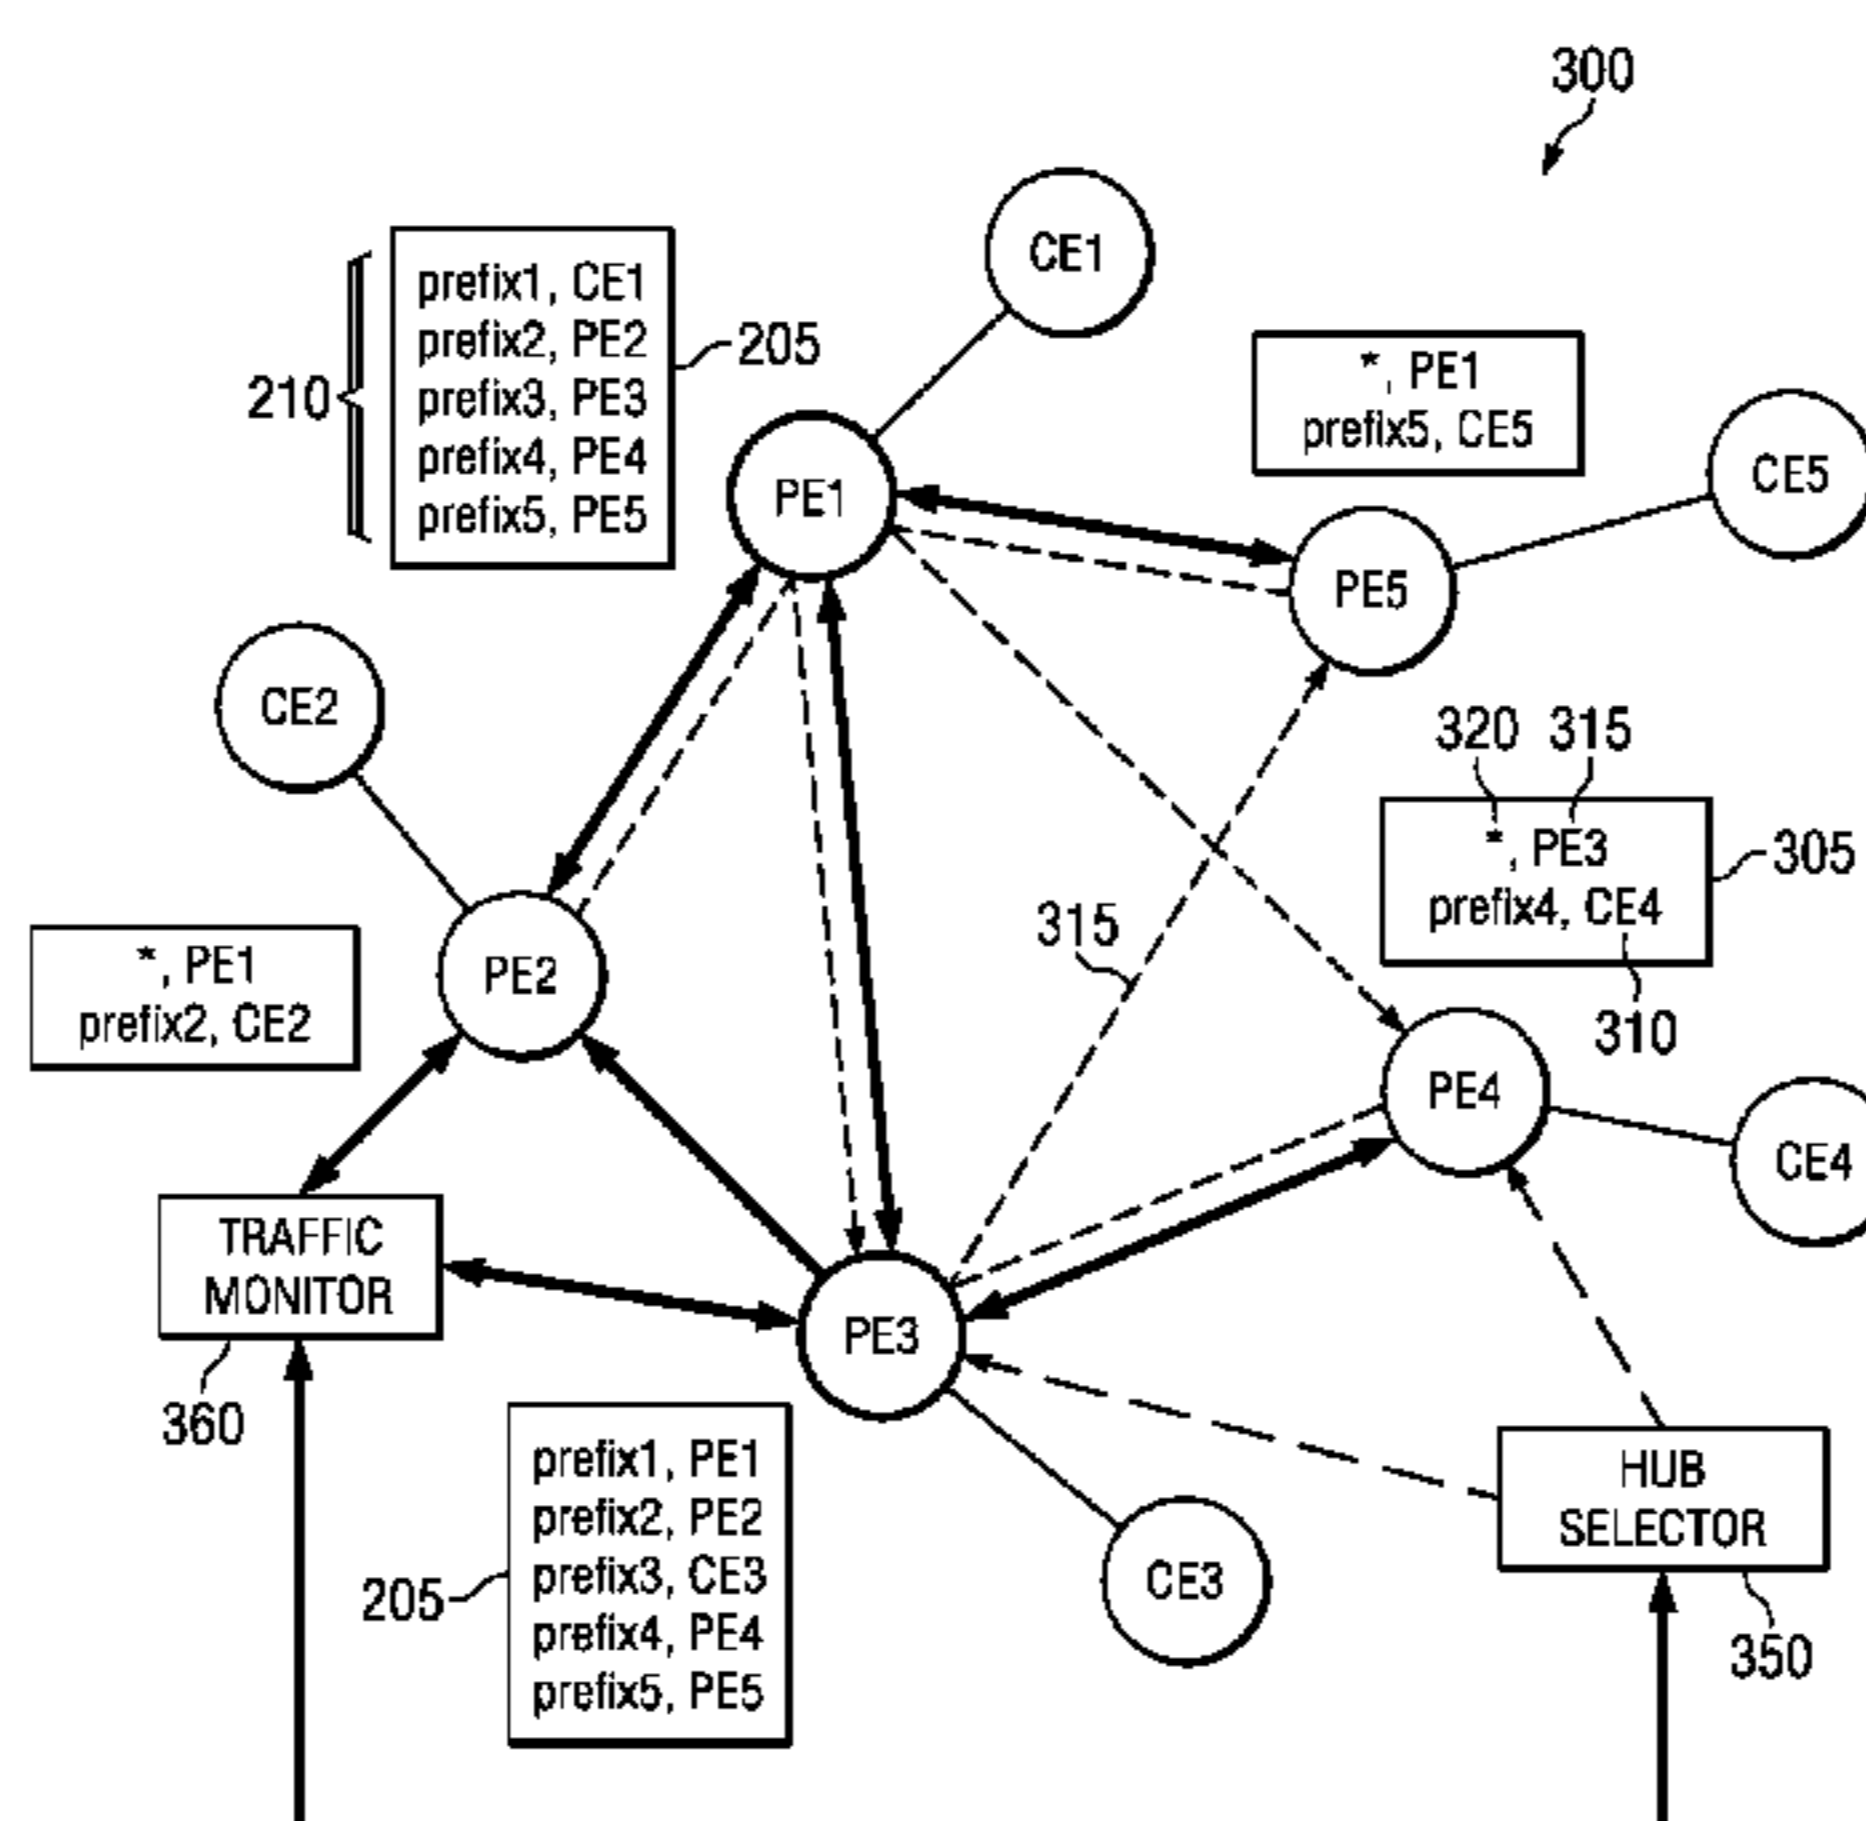 300
CE1
prefix1, CE1
prefix2, PE2
prefix3, PE3
prefix4, PE4
prefix5, PE5
210
205
*, PE1
prefix5, CE5
CE5
PE1
PE5
CE2
320 315
*, PE3
prefix4, CE4
305
310
315
PE2
*, PE1
prefix2, CE2
PE4
CE4
TRAFFIC
MONITOR
360
PE3
prefix1, PE1
prefix2, PE2
prefix3, CE3
prefix4, PE4
prefix5, PE5
205
CE3
HUB
SELECTOR
350